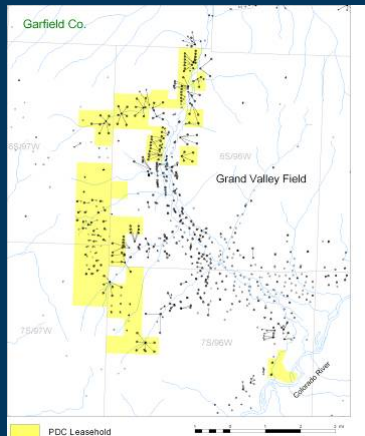 Garfield Co.
6S/97W
6S/96W
Grand Valley Field
7S/97W
7S/96W
Colorado River
PDC Leasehold